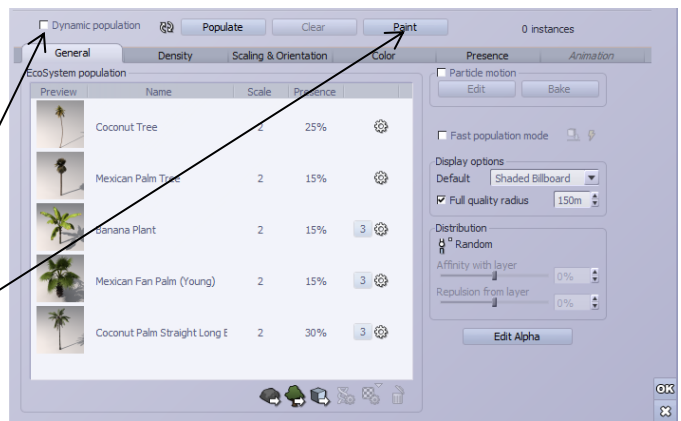 Dynamic population Populate Clear Paint 0 instances
General Density Scaling & Orientation Color Presence Animation
EcoSystem population
Preview Name Scale Presence
Coconut Tree 2 25%
Mexican Palm Tree 2 15%
Banana Plant 2 15% 3
Mexican Fan Palm (Young) 2 15% 3
Coconut Palm Straight Long E 2 30% 3
Particle motion
Edit Bake
Fast population mode
Display options
Default Shaded Billboard
Full quality radius 150m
Distribution
Random
Affinity with layer
0%
Repulsion from layer
0%
Edit Alpha
OK